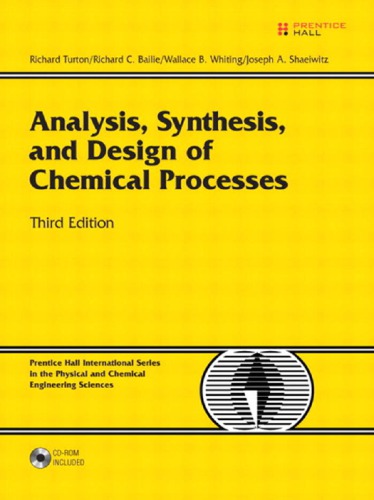 PRENTICE
HALL
Richard Turton/Richard C. Bailie/Wallace B. Whiting/Joseph A. Shaeiwitz
Analysis, Synthesis,
and Design of
Chemical Processes
Third Edition
Prentice Hall International Series
in the Physical and Chemical
Engineering Sciences
CD-ROM
INCLUDED